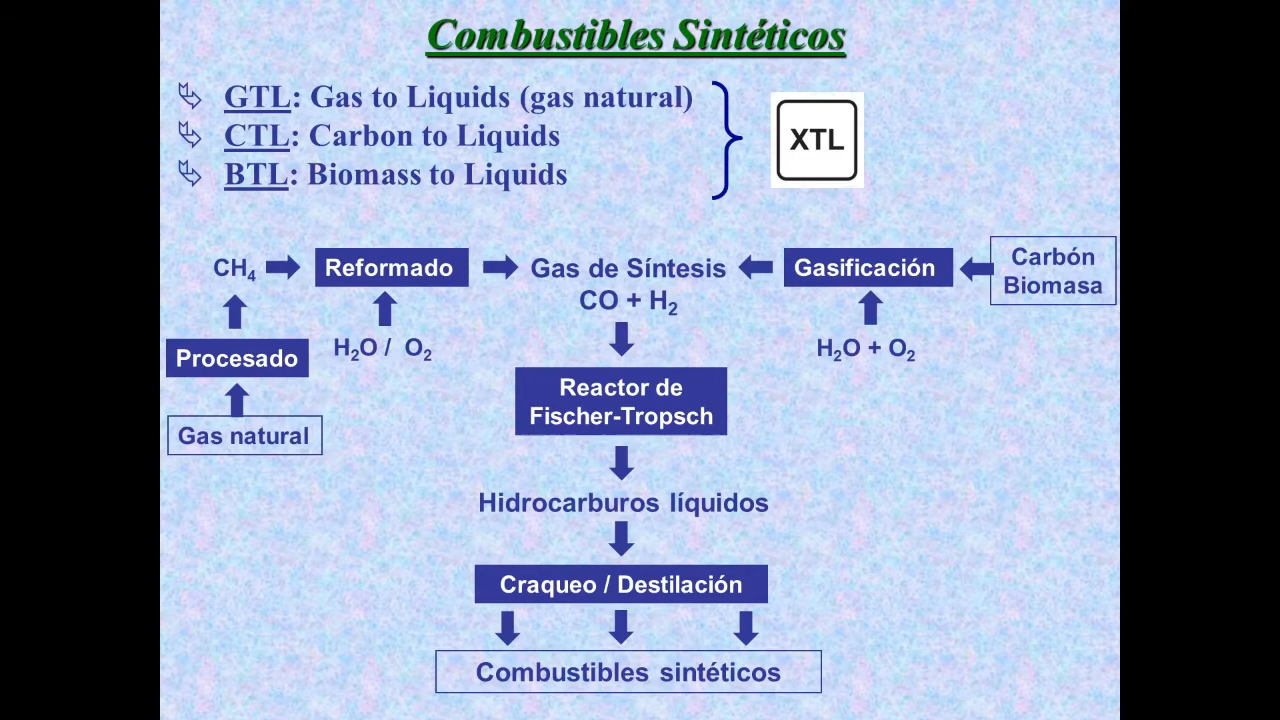 Combustibles Sintéticos
GTL: Gas to Liquids (gas natural)
CTL: Carbon to Liquids
BTL: Biomass to Liquids
XTL
CH4
Reformado
Gas de Síntesis
CO + H2
Gasificación
Carbón
Biomasa
Procesado
H2O / O2
H2O + O2
Gas natural
Reactor de
Fischer-Tropsch
Hidrocarburos líquidos
Craqueo / Destilación
Combustibles sintéticos